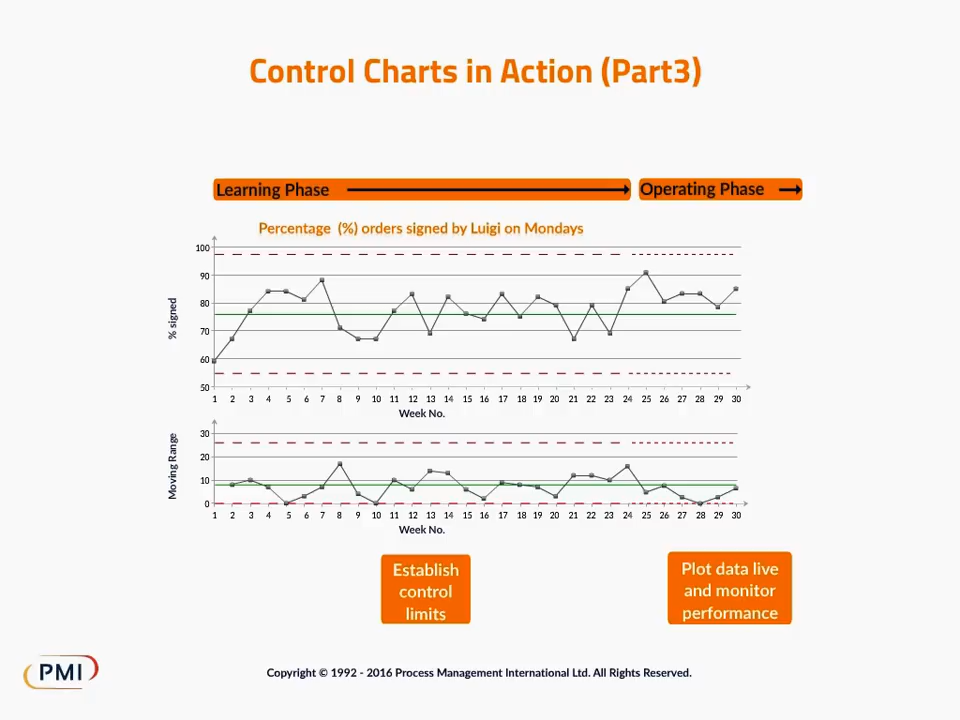 Control Charts in Action (Part3)
Learning Phase
Operating Phase
Percentage (%) orders signed by Luigi on Mondays
% signed
100
90
80
70
60
50
1 2 3 4 5 6 7 8 9 10 11 12 13 14 15 16 17 18 19 20 21 22 23 24 25 26 27 28 29 30
Week No.
Moving Range
30
20
10
0
1 2 3 4 5 6 7 8 9 10 11 12 13 14 15 16 17 18 19 20 21 22 23 24 25 26 27 28 29 30
Week No.
Establish
control
limits
Plot data live
and monitor
performance
PMI
Copyright © 1992 - 2016 Process Management International Ltd. All Rights Reserved.